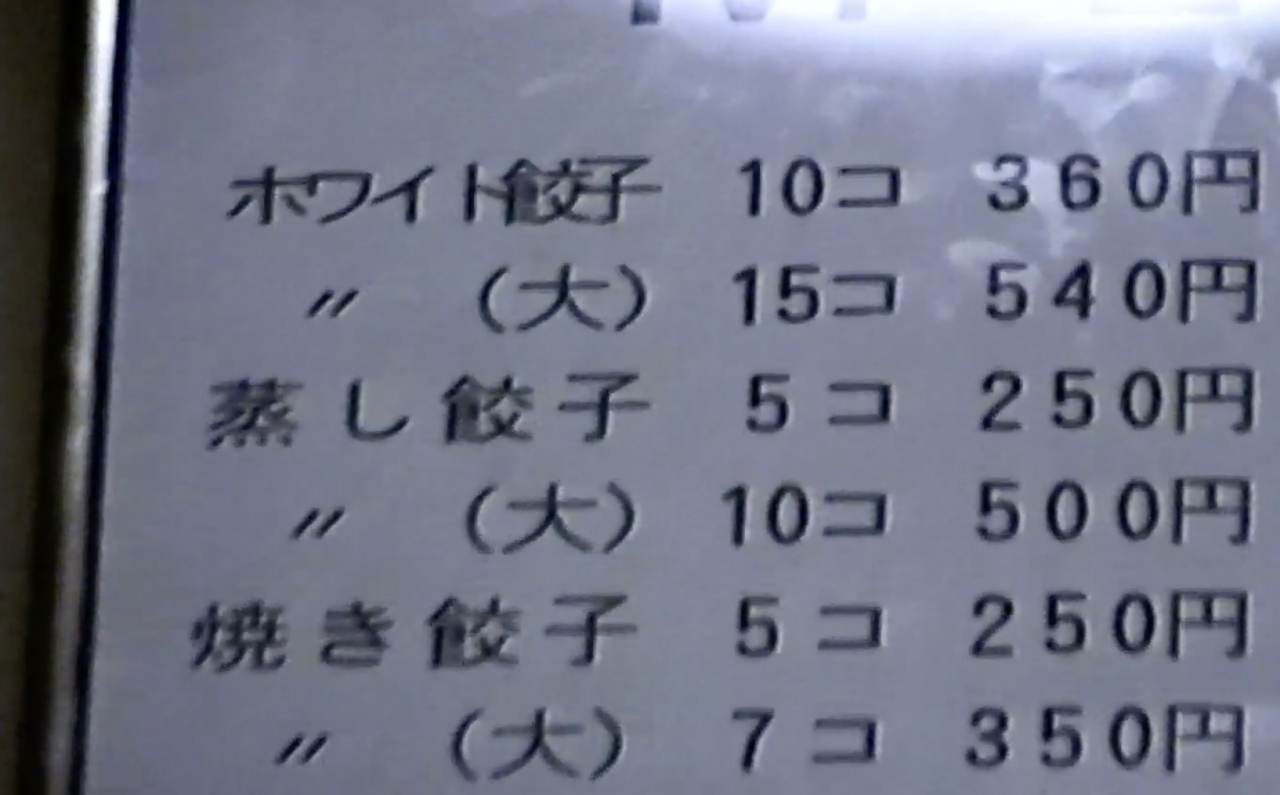 ホワイト餃子 10コ 360円
〃 (大) 15コ 540円
蒸し餃子 5コ 250円
〃 (大) 10コ 500円
焼き餃子 5コ 250円
〃 (大) 7コ 350円